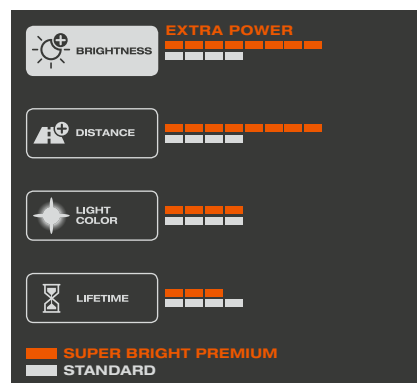 EXTRA POWER
BRIGHTNESS
DISTANCE
LIGHT
COLOR
LIFETIME
SUPER BRIGHT PREMIUM
STANDARD